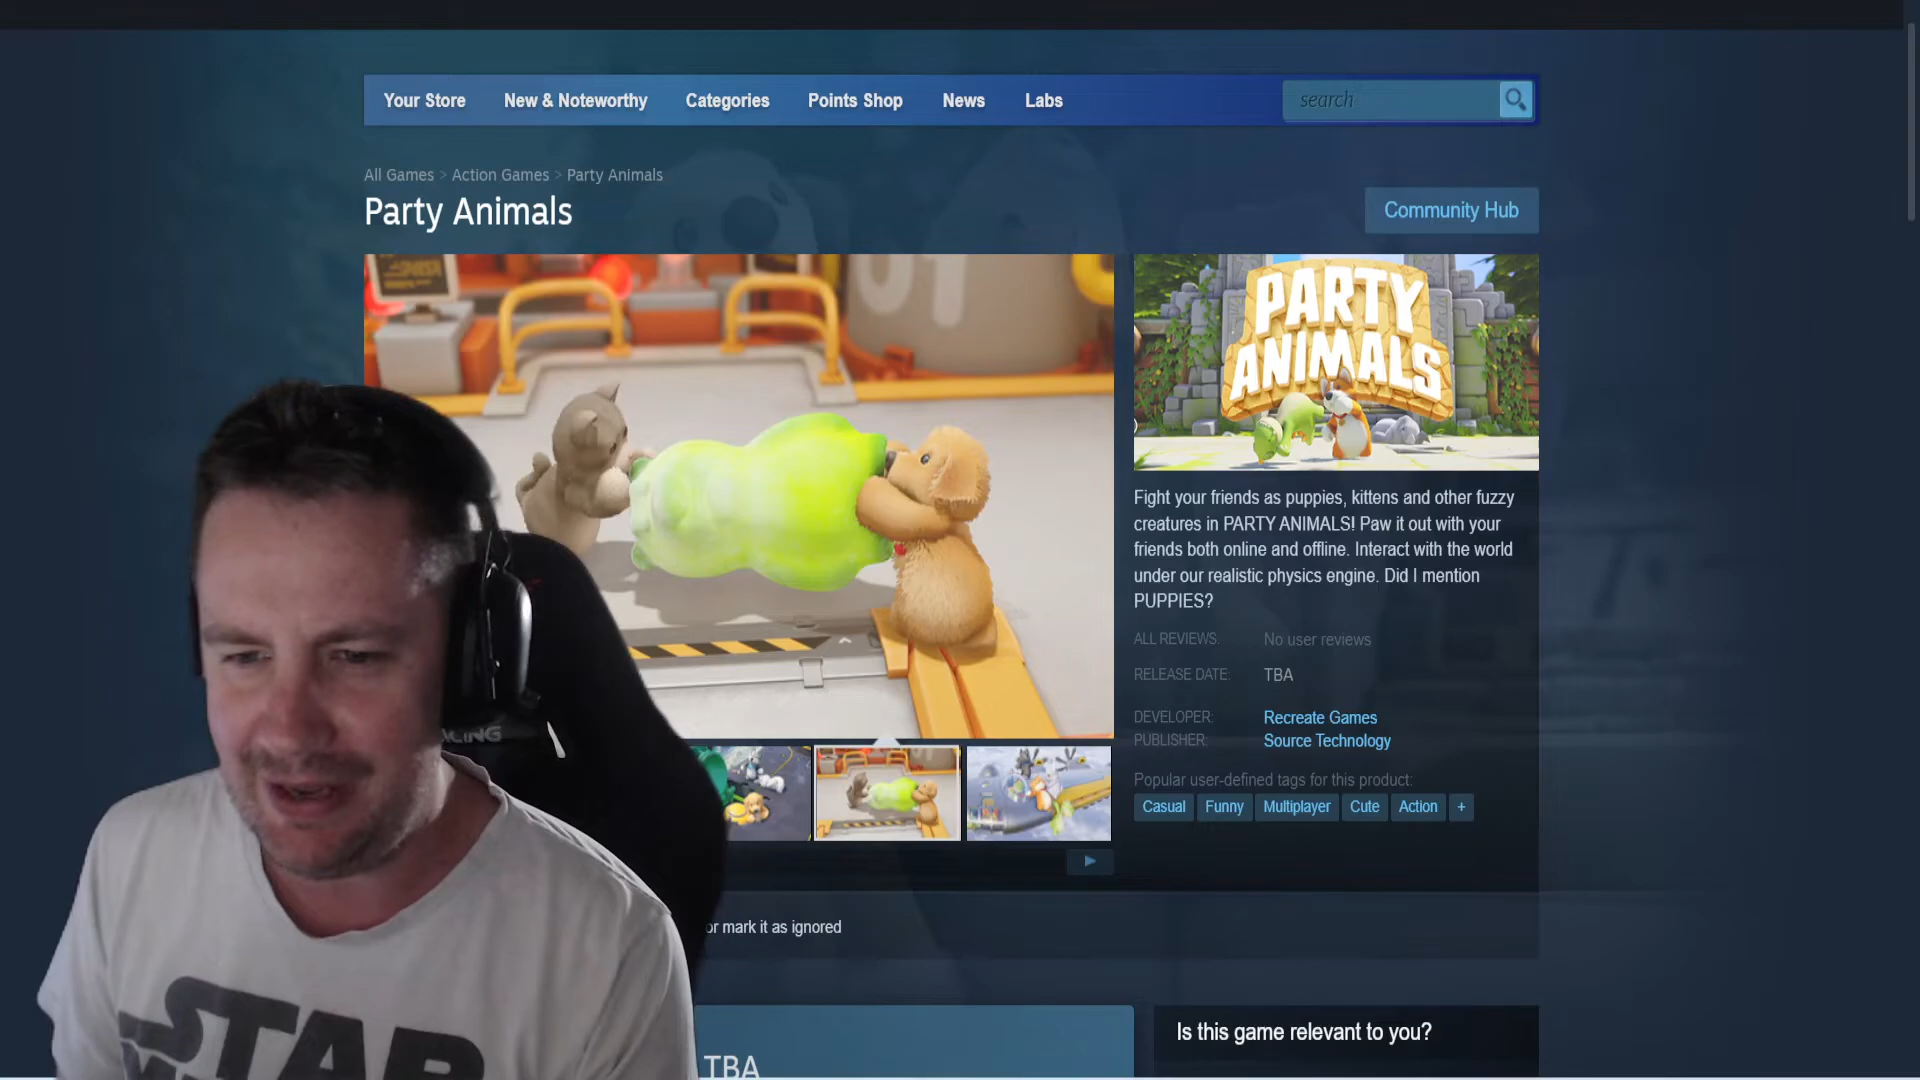 Your Store New & Noteworthy Categories Points Shop News Labs search
All Games > Action Games > Party Animals
Party Animals
Community Hub
01
PARTY
ANIMALS
Fight your friends as puppies, kittens and other fuzzy
creatures in PARTY ANIMALS! Paw it out with your
friends both online and offline. Interact with the world
under our realistic physics engine. Did I mention
PUPPIES?
ALL REVIEWS: No user reviews
RELEASE DATE: TBA
DEVELOPER: Recreate Games
PUBLISHER: Source Technology
Popular user-defined tags for this product:
Casual Funny Multiplayer Cute Action +
or mark it as ignored
Is this game relevant to you?
TBA
STAR